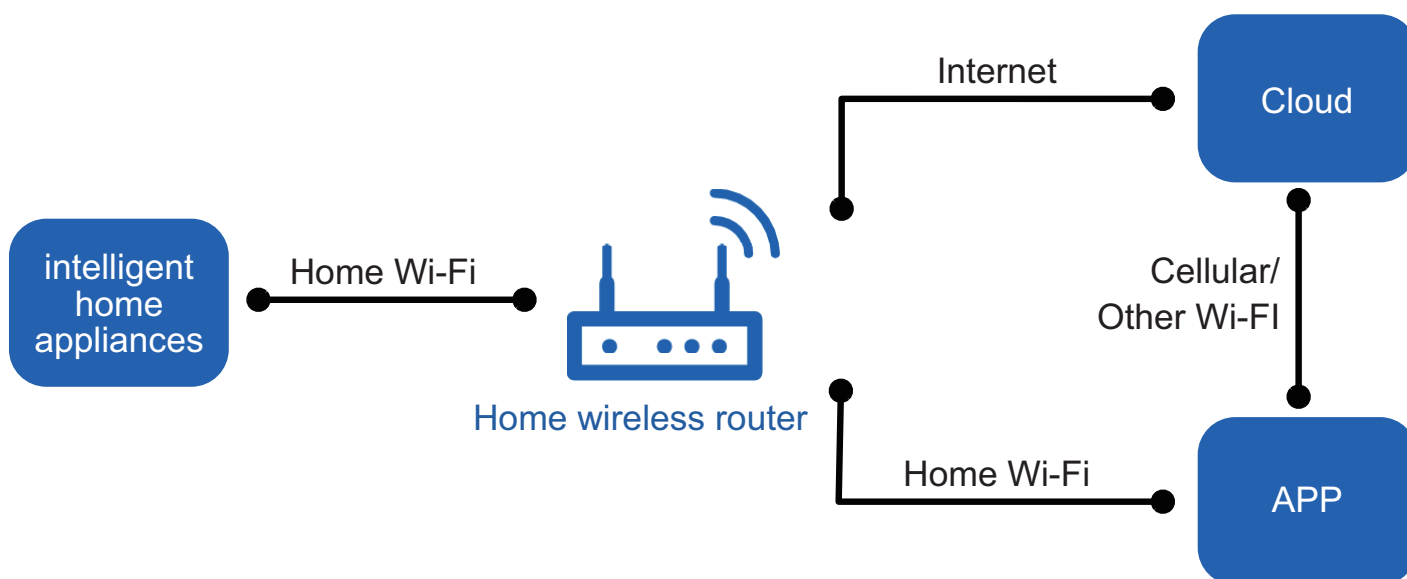 Internet
Cloud
intelligent
home
appliances
Home Wi-Fi
Cellular/
Other Wi-FI
Home wireless router
Home Wi-Fi
APP